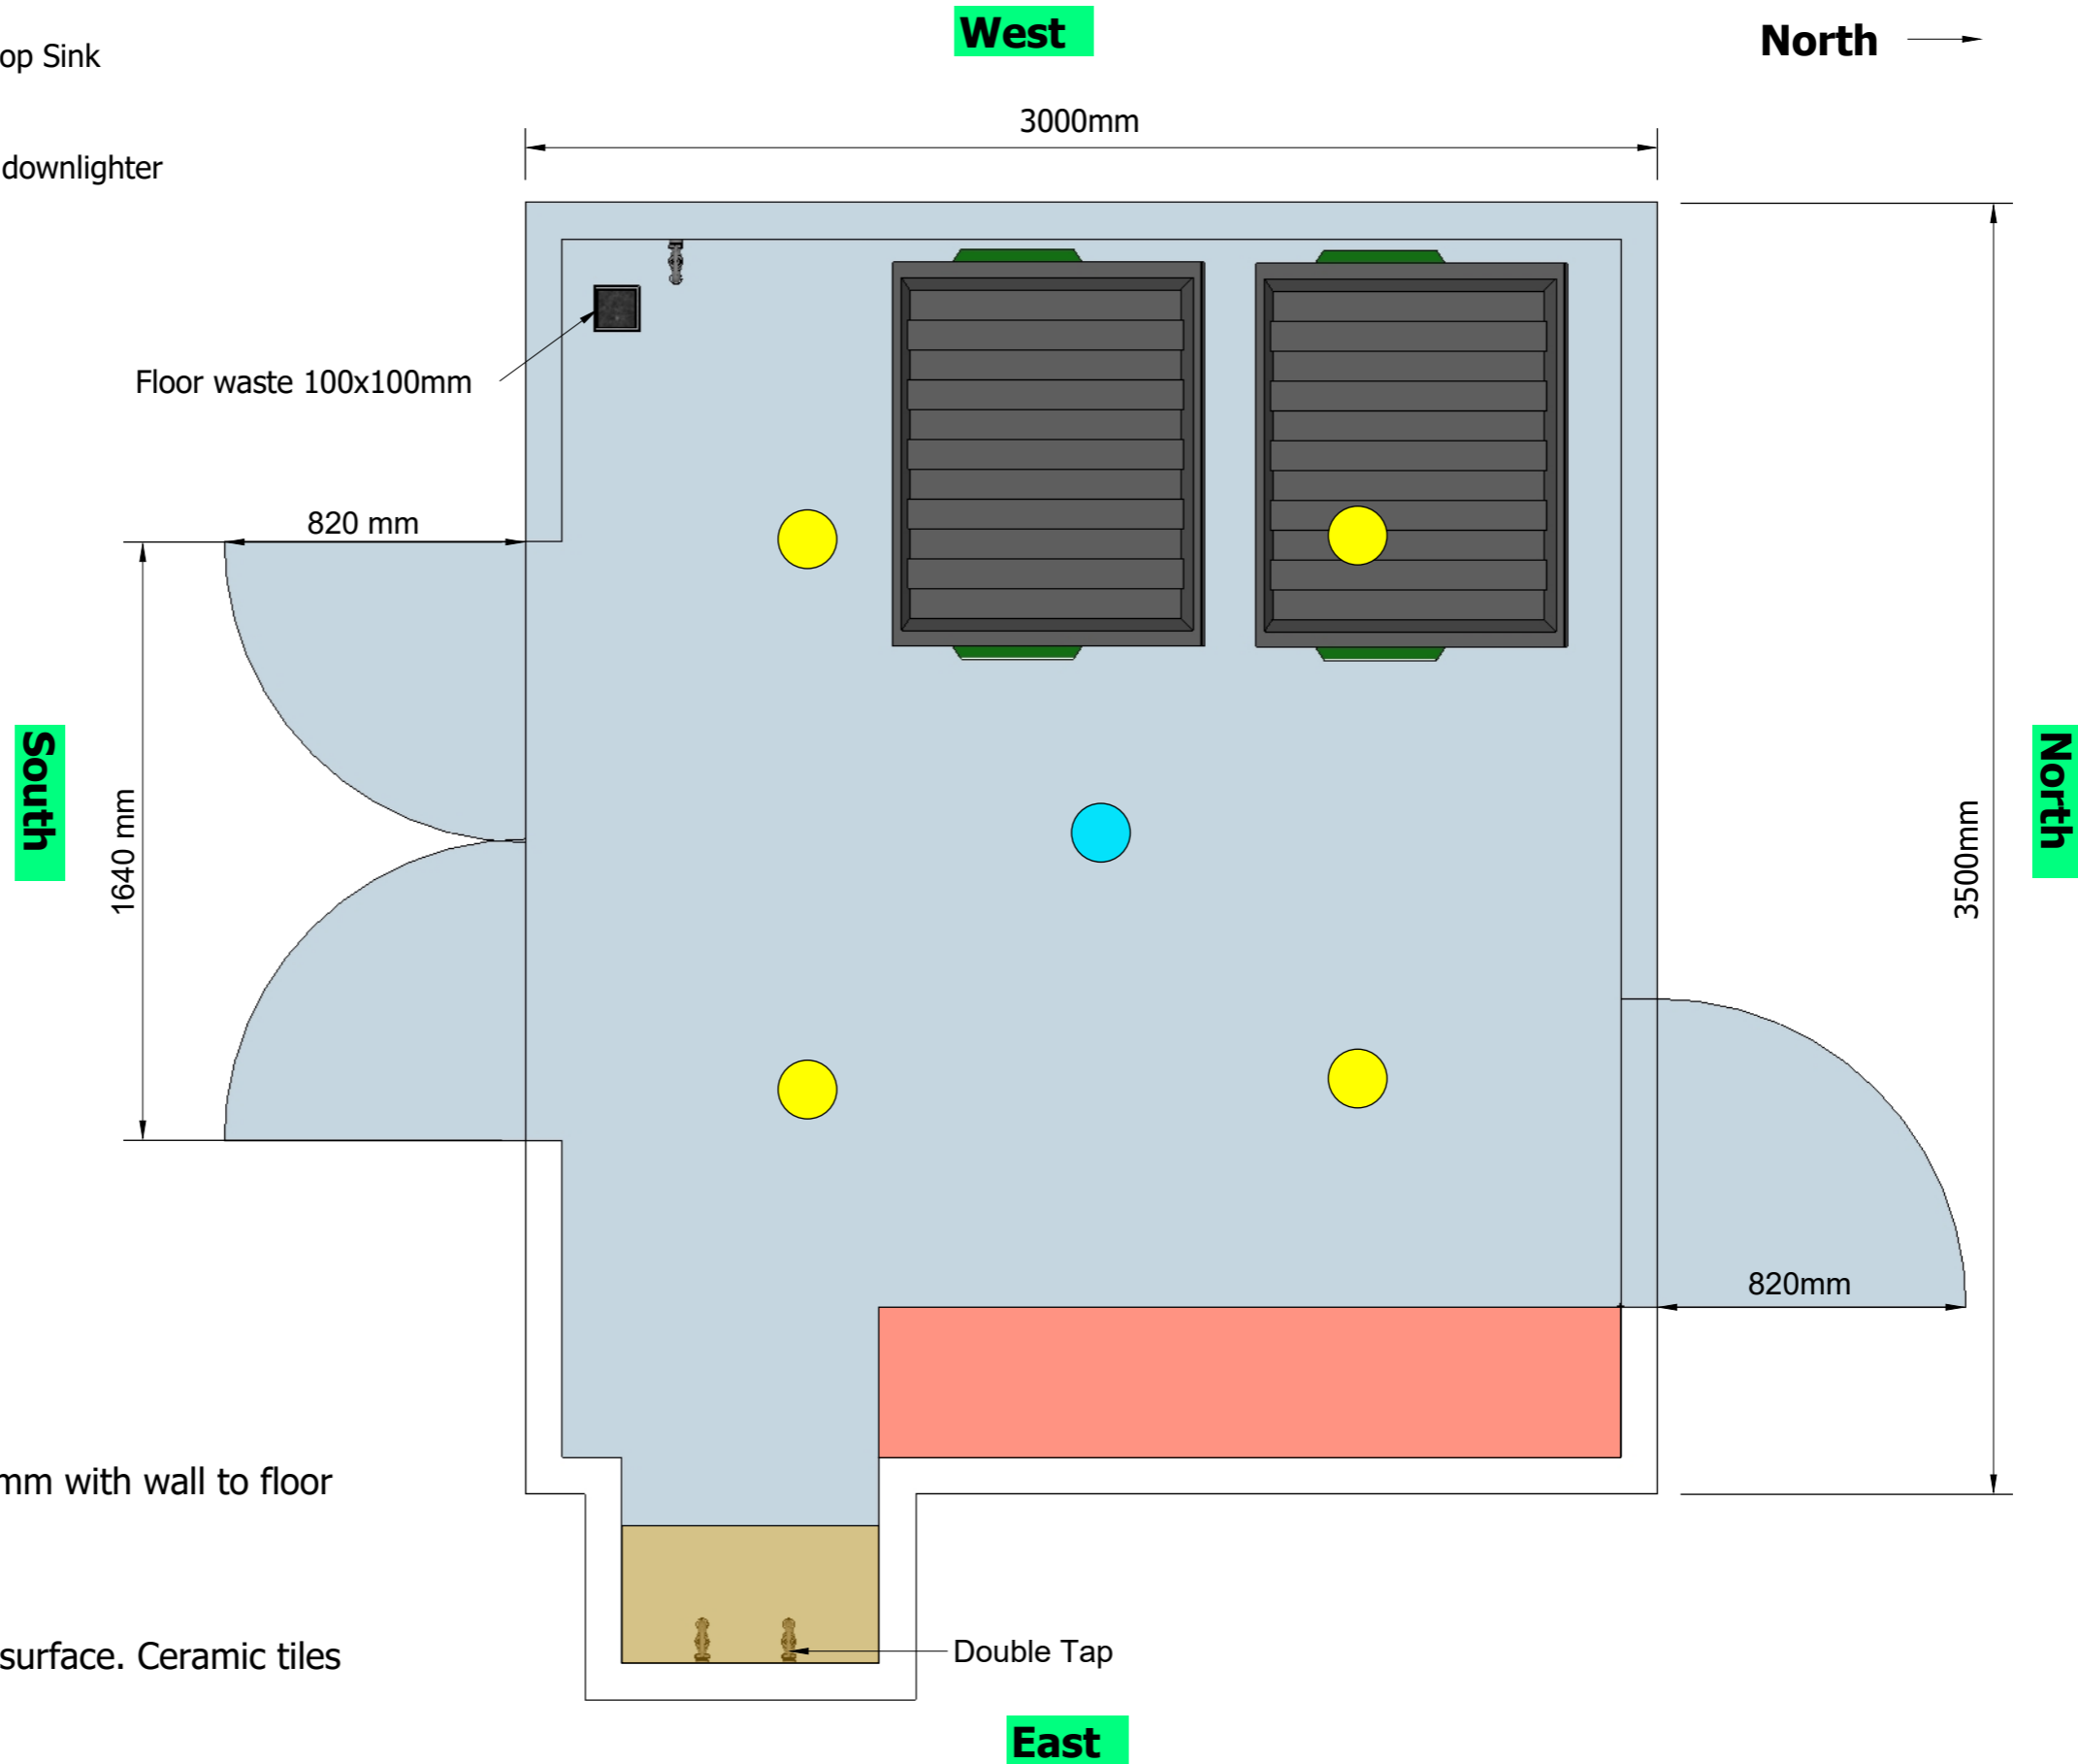 West
North
op Sink
3000mm
downlighter
Floor waste 100x100mm
820 mm
South
1640 mm
North
3500mm
820mm
mm with wall to floor
surface. Ceramic tiles
Double Tap
East